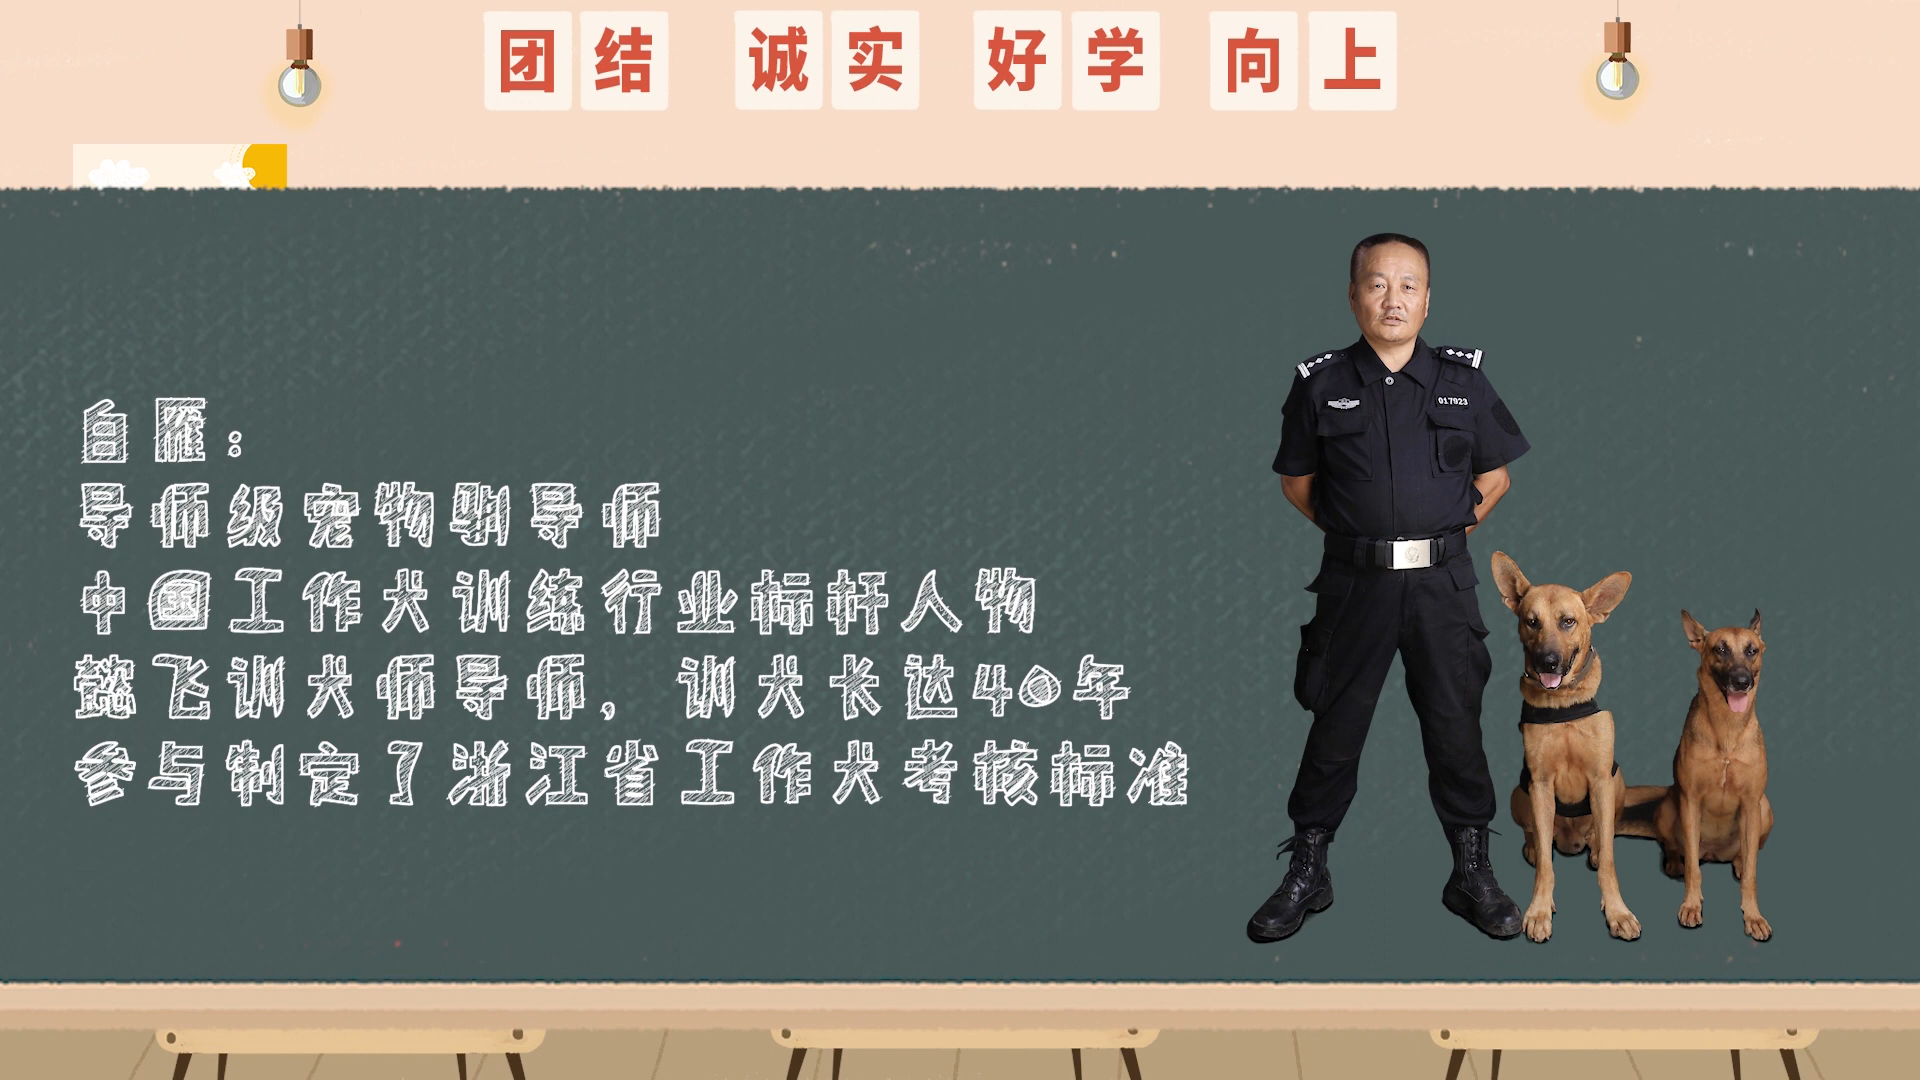 团结 诚实 好学 向上
白雁：
导师级宠物驯导师
中国工作犬训练行业标杆人物
懿飞训犬师导师，训犬长达40年
参与制定了浙江省工作犬考核标准
017023